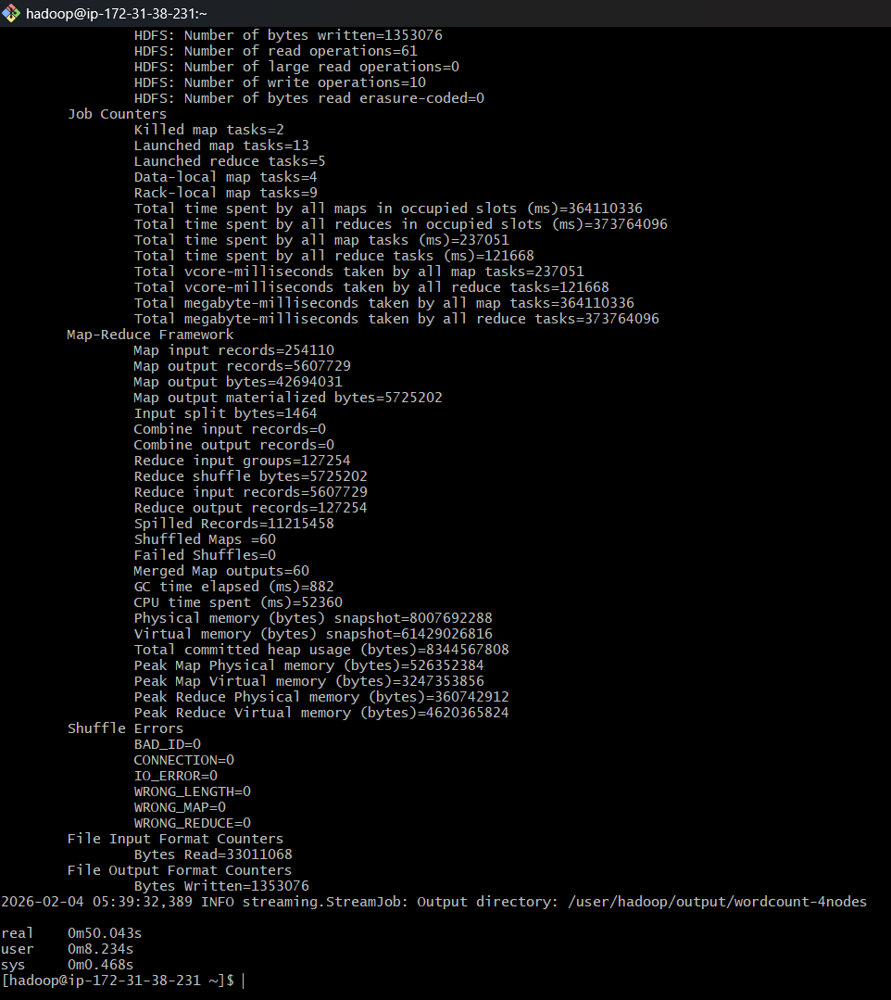 hadoop@ip-172-31-38-231:~
HDFS: Number of bytes written=1353076
HDFS: Number of read operations=61
HDFS: Number of large read operations=0
HDFS: Number of write operations=10
HDFS: Number of bytes read erasure-coded=0
Job Counters
Killed map tasks=2
Launched map tasks=13
Launched reduce tasks=5
Data-local map tasks=4
Rack-local map tasks=9
Total time spent by all maps in occupied slots (ms)=364110336
Total time spent by all reduces in occupied slots (ms)=373764096
Total time spent by all map tasks (ms)=237051
Total time spent by all reduce tasks (ms)=121668
Total vcore-milliseconds taken by all map tasks=237051
Total vcore-milliseconds taken by all reduce tasks=121668
Total megabyte-milliseconds taken by all map tasks=364110336
Total megabyte-milliseconds taken by all reduce tasks=373764096
Map-Reduce Framework
Map input records=254110
Map output records=5607729
Map output bytes=42694031
Map output materialized bytes=5725202
Input split bytes=1464
Combine input records=0
Combine output records=0
Reduce input groups=127254
Reduce shuffle bytes=5725202
Reduce input records=5607729
Reduce output records=127254
Spilled Records=11215458
Shuffled Maps =60
Failed Shuffles=0
Merged Map outputs=60
GC time elapsed (ms)=882
CPU time spent (ms)=52360
Physical memory (bytes) snapshot=8007692288
Virtual memory (bytes) snapshot=61429026816
Total committed heap usage (bytes)=8344567808
Peak Map Physical memory (bytes)=526352384
Peak Map Virtual memory (bytes)=3247353856
Peak Reduce Physical memory (bytes)=360742912
Peak Reduce Virtual memory (bytes)=4620365824
Shuffle Errors
BAD_ID=0
CONNECTION=0
IO_ERROR=0
WRONG_LENGTH=0
WRONG_MAP=0
WRONG_REDUCE=0
File Input Format Counters
Bytes Read=33011068
File Output Format Counters
Bytes Written=1353076
2026-02-04 05:39:32,389 INFO streaming.StreamJob: Output directory: /user/hadoop/output/wordcount-4nodes
real 0m50.043s
user 0m8.234s
sys 0m0.468s
[hadoop@ip-172-31-38-231 ~]$